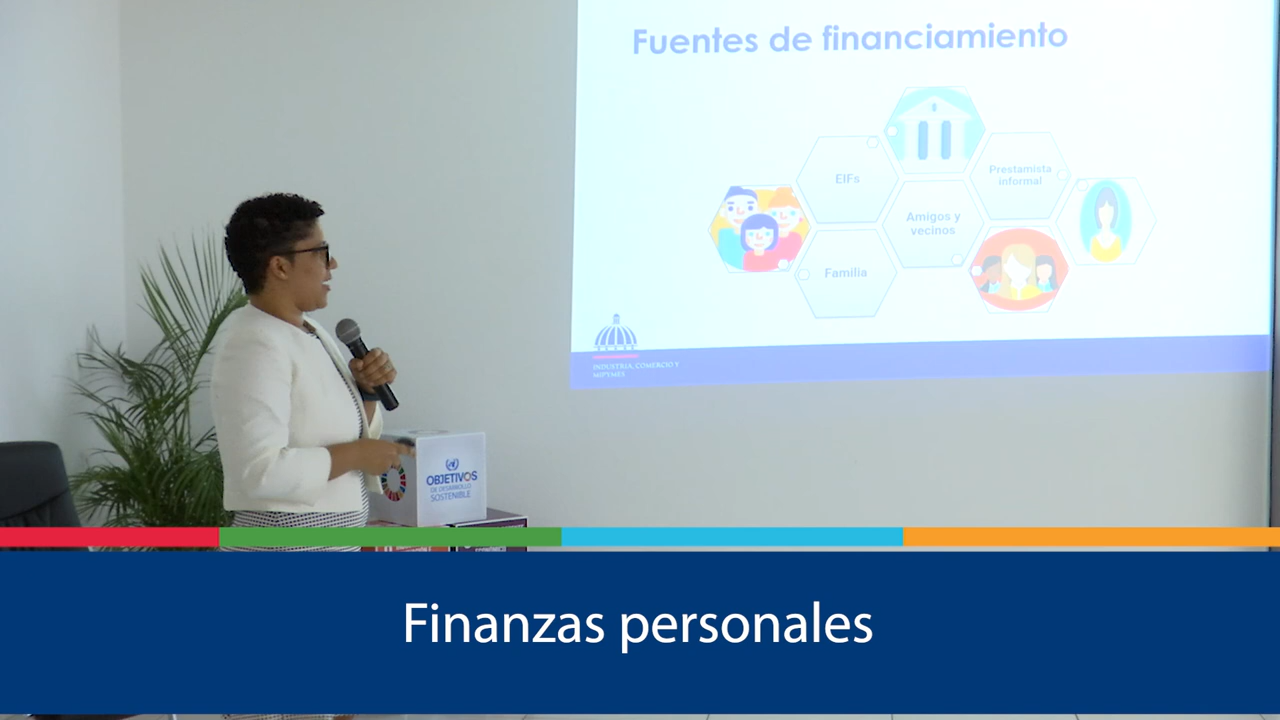 Fuentes de financiamiento
EIFs
Prestamista
informal
Amigos y
vecinos
Familia
INDUSTRIA, COMERCIO Y
MIPYMES
OBJETIVOS
DE DESARROLLO
SOSTENIBLE
Finanzas personales